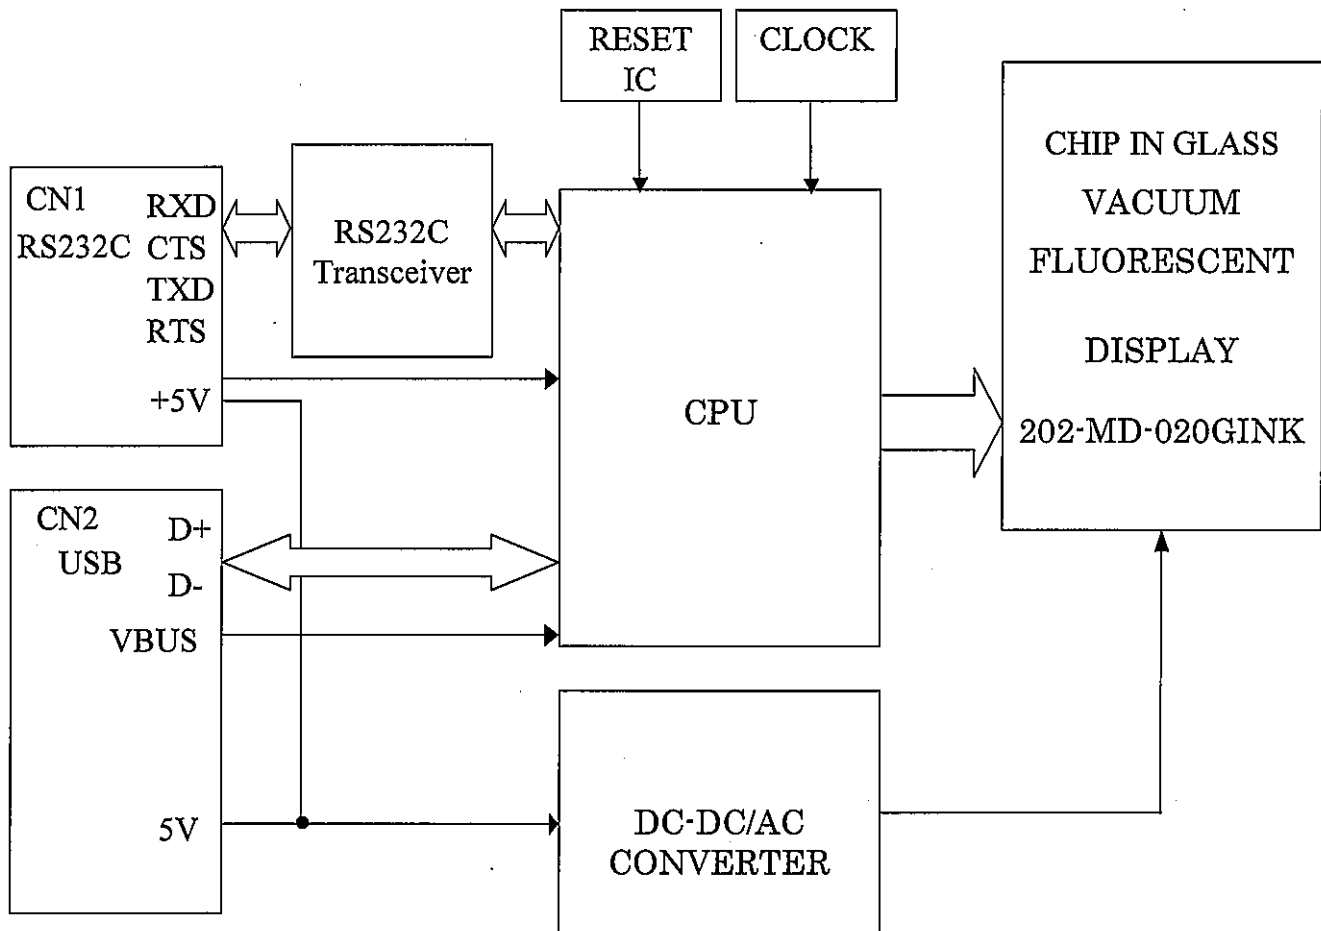 RESET
IC
CLOCK
CHIP IN GLASS
VACUUM
FLUORESCENT
DISPLAY
202-MD-020GINK
CN1
RS232C
RXD
CTS
TXD
RTS
+5V
RS232C
Transceiver
CPU
CN2
USB
D+
D-
VBUS
5V
DC-DC/AC
CONVERTER